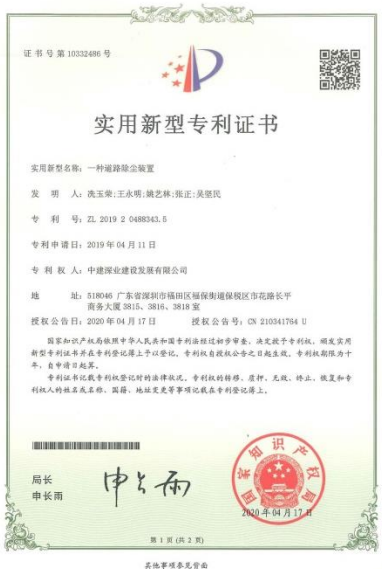 证书号第10332486号
实用新型专利证书
实用新型名称：一种道路除尘装置
发 明 人：冼玉荣;王永明;姚艺林;张正;吴坚民
专 利 号：ZL 2019 2 0488343.5
专利申请日：2019年04月11日
专 利 权 人：中建深业建设发展有限公司
地 址：518046 广东省深圳市福田区福保街道保税区市花路长平
商务大厦 3815、3816、3818 室
授权公告日：2020年04月17日 授权公告号：CN 210341764 U
国家知识产权局依照中华人民共和国专利法经过初步审查，决定授予专利权，颁发实用
新型专利证书并在专利登记簿上予以登记。专利权自授权公告之日起生效。专利权期限为十
年，自申请日起算。
专利证书记载专利权登记时的法律状况。专利权的转移、质押、无效、终止、恢复和专
利权人的姓名或名称、国籍、地址变更等事项记载在专利登记簿上。
局长
申长雨
申长雨
国家知识产权局
2020年04月17日
第 1 页 (共 2 页)
其他事项参见背面